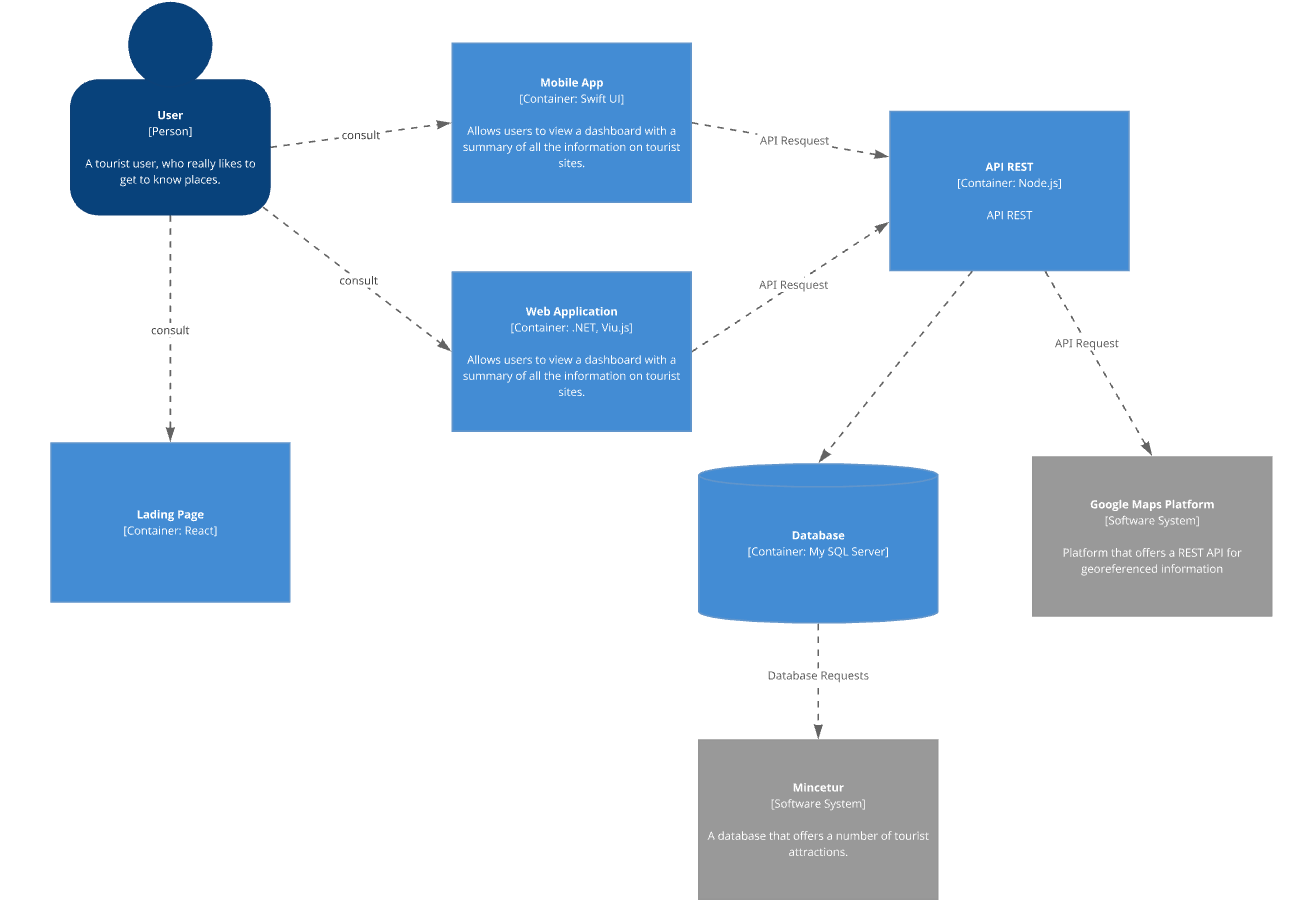 User
[Person]
A tourist user, who really likes to
get to know places.
consult
Mobile App
[Container: Swift UI]
Allows users to view a dashboard with a
summary of all the information on tourist
sites.
API Resquest
API REST
[Container: Node.js]
API REST
consult
Web Application
[Container: .NET, Viu.js]
Allows users to view a dashboard with a
summary of all the information on tourist
sites.
API Resquest
consult
API Request
Lading Page
[Container: React]
Database
[Container: My SQL Server]
Google Maps Platform
[Software System]
Platform that offers a REST API for
georeferenced information
Database Requests
Mincetur
[Software System]
A database that offers a number of tourist
attractions.